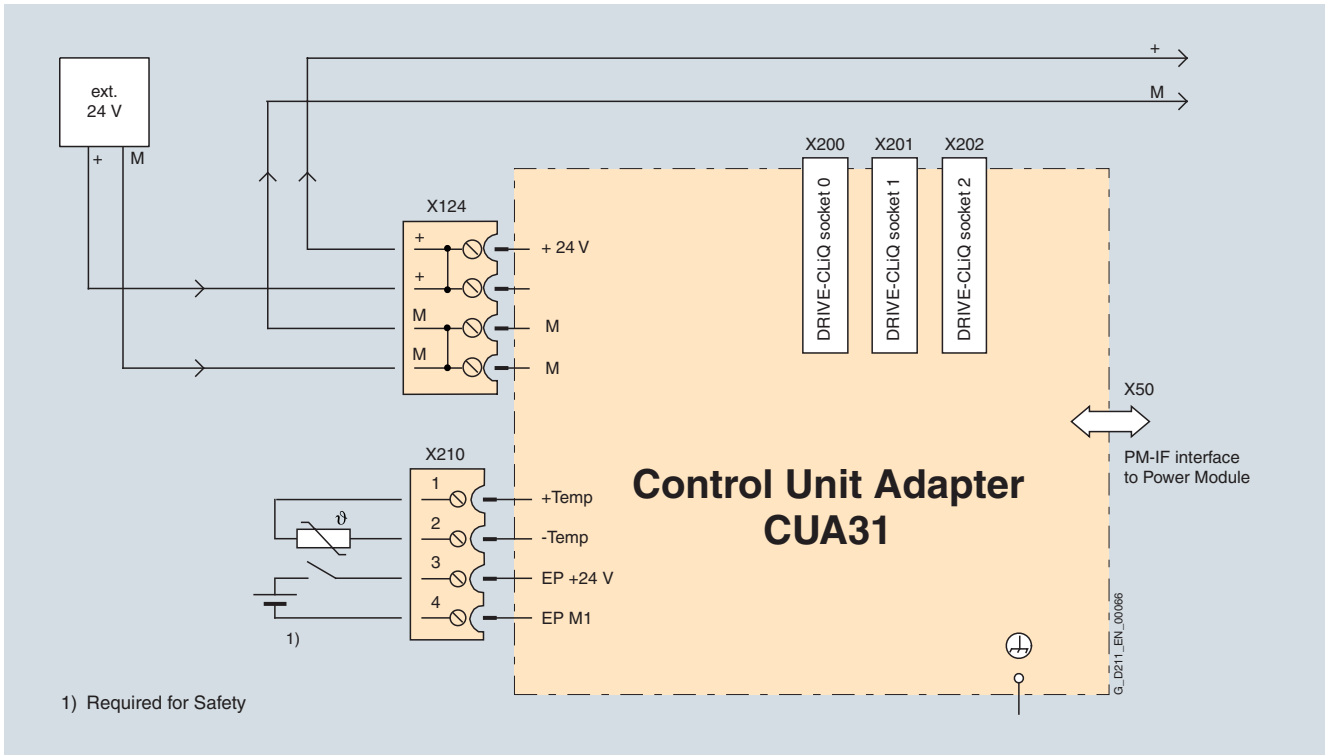 +
M
ext.
24 V
+ M
X200 X201 X202
DRIVE-CLiQ socket 0
DRIVE-CLiQ socket 1
DRIVE-CLiQ socket 2
X124
+
+ 24 V
+
M
M
M
M
X50
PM-IF interface
to Power Module
Control Unit Adapter
CUA31
X210
1
+Temp
ϑ
2
-Temp
3
EP +24 V
4
EP M1
1)
G_D211_EN_00066
1) Required for Safety